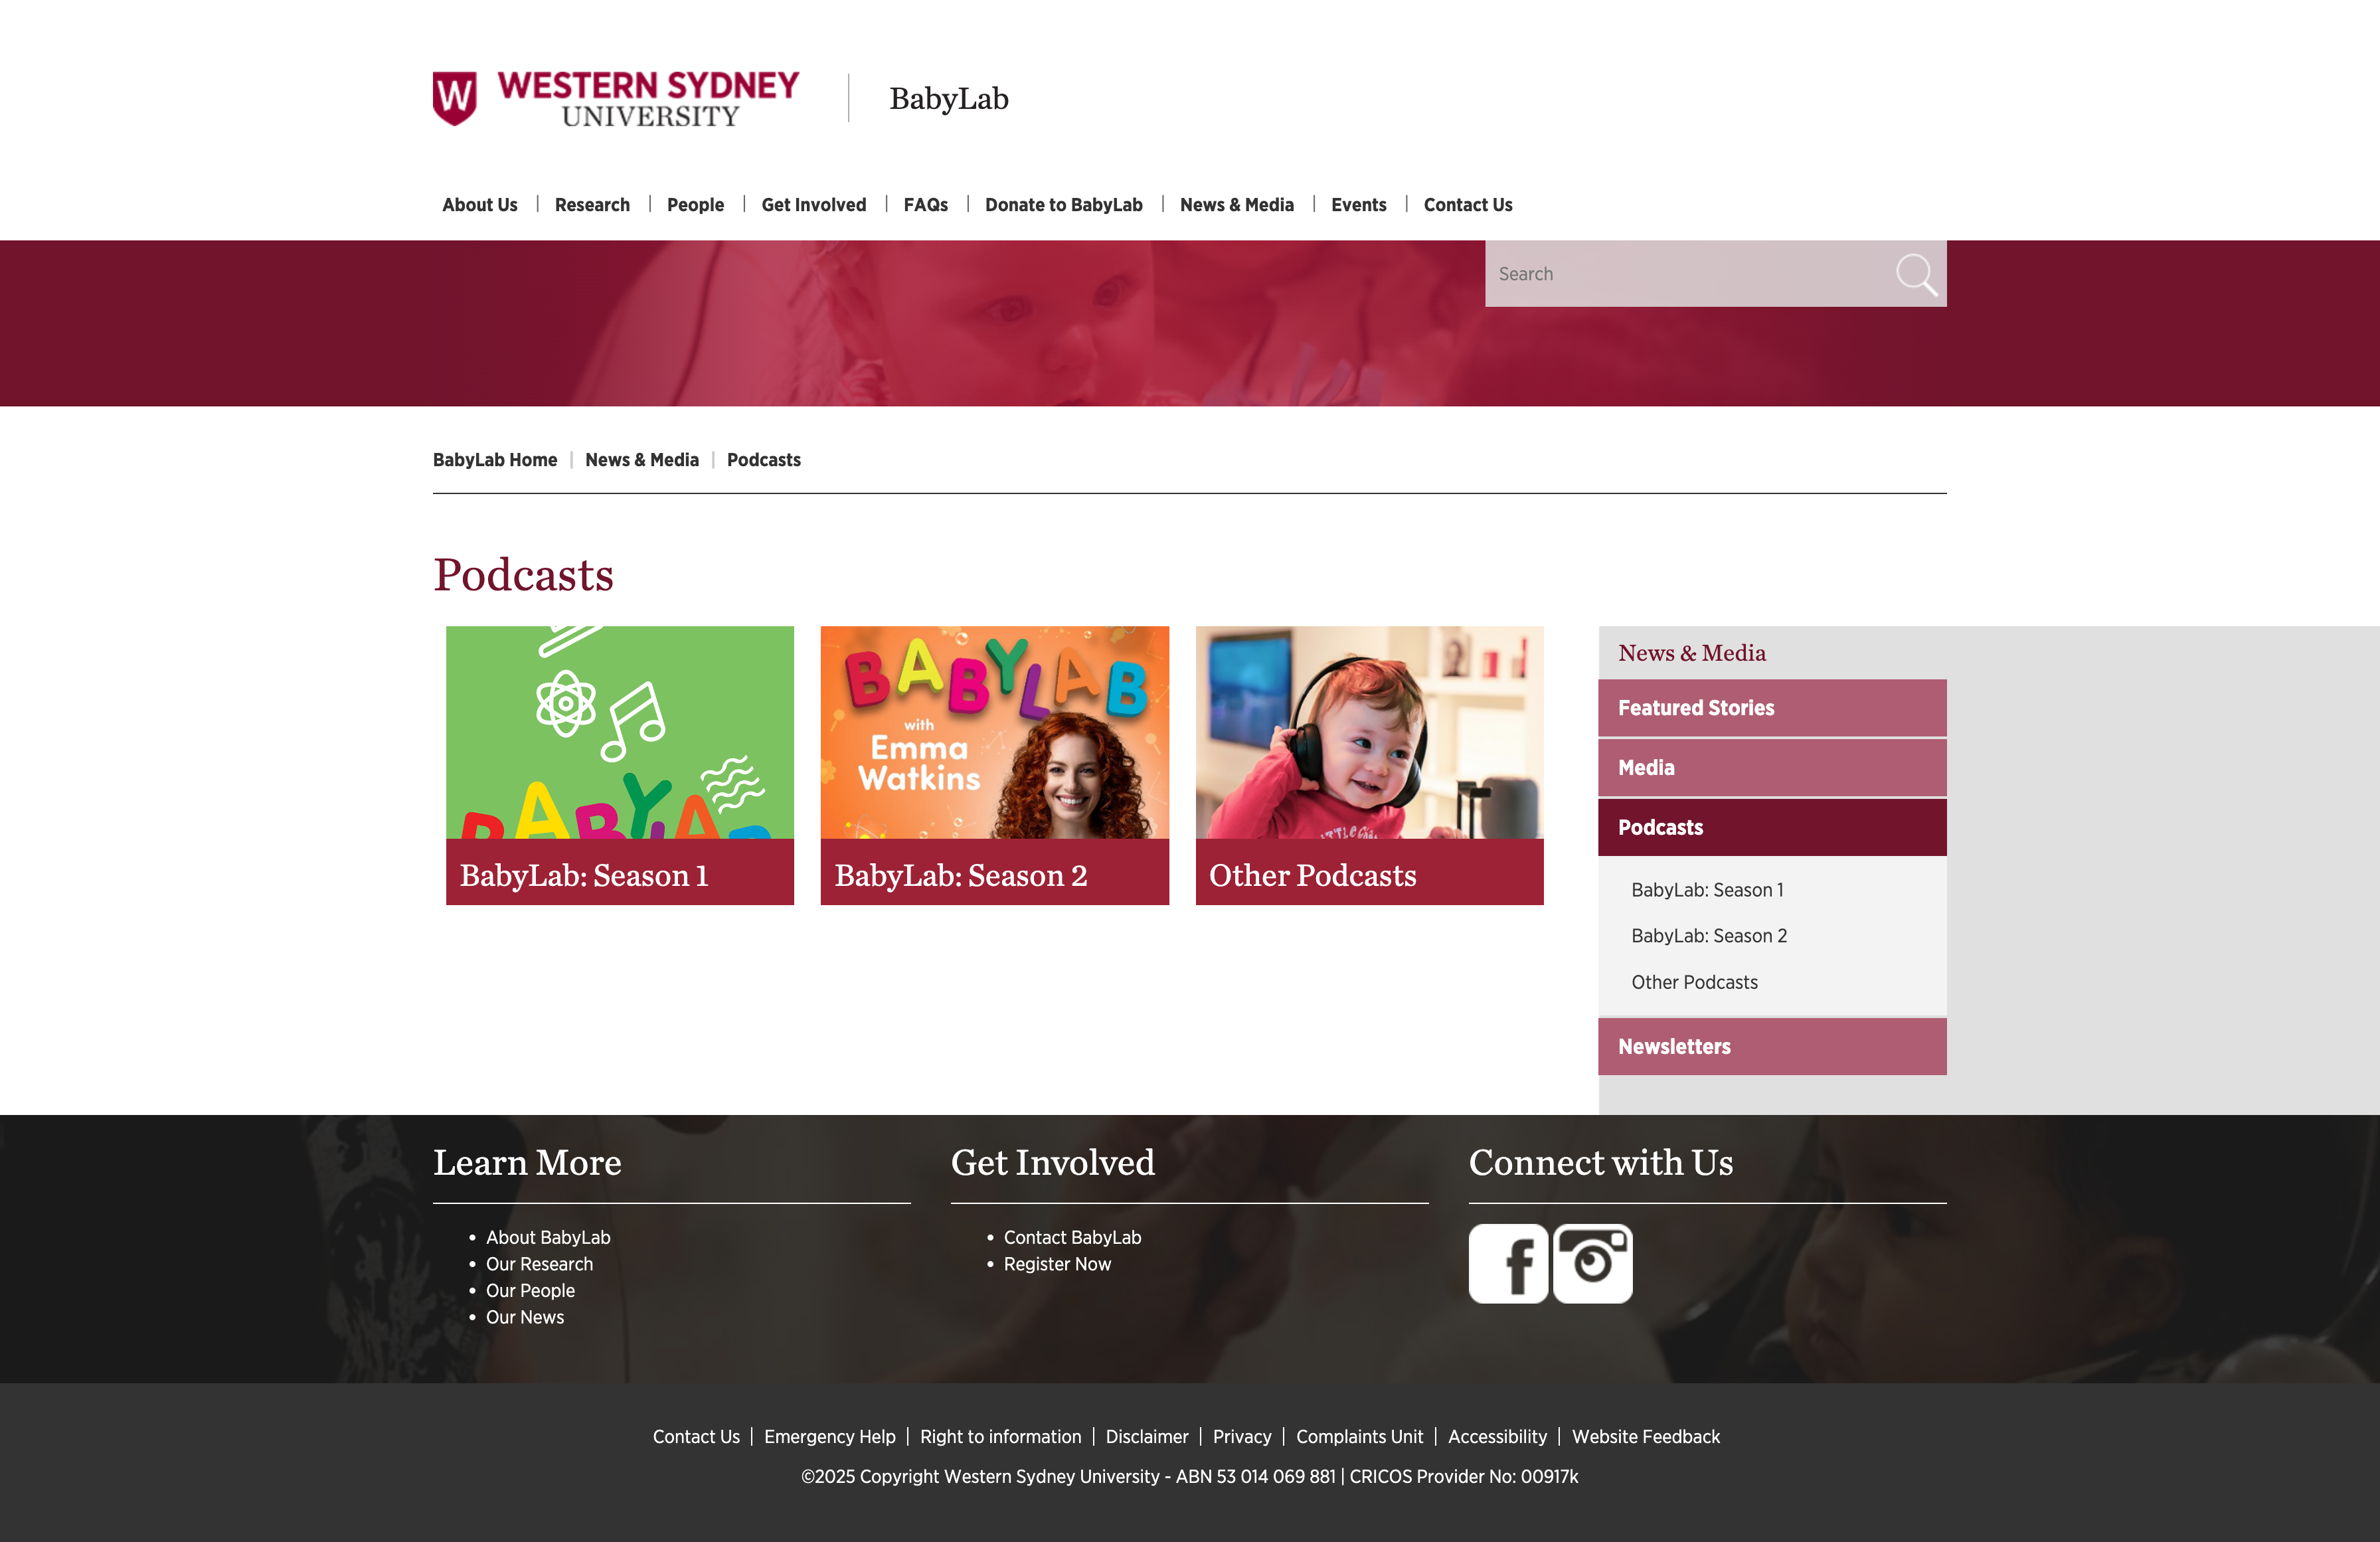 WESTERN SYDNEY
UNIVERSITY
BabyLab
About Us | Research | People | Get Involved | FAQs | Donate to BabyLab | News & Media | Events | Contact Us
Search
BabyLab Home | News & Media | Podcasts
Podcasts
BABYLAB
BabyLab: Season 1
BABYLAB
with
Emma
Watkins
BabyLab: Season 2
Other Podcasts
News & Media
Featured Stories
Media
Podcasts
BabyLab: Season 1
BabyLab: Season 2
Other Podcasts
Newsletters
Learn More
• About BabyLab
• Our Research
• Our People
• Our News
Get Involved
• Contact BabyLab
• Register Now
Connect with Us
Contact Us | Emergency Help | Right to information | Disclaimer | Privacy | Complaints Unit | Accessibility | Website Feedback
©2025 Copyright Western Sydney University - ABN 53 014 069 881 | CRICOS Provider No: 00917k